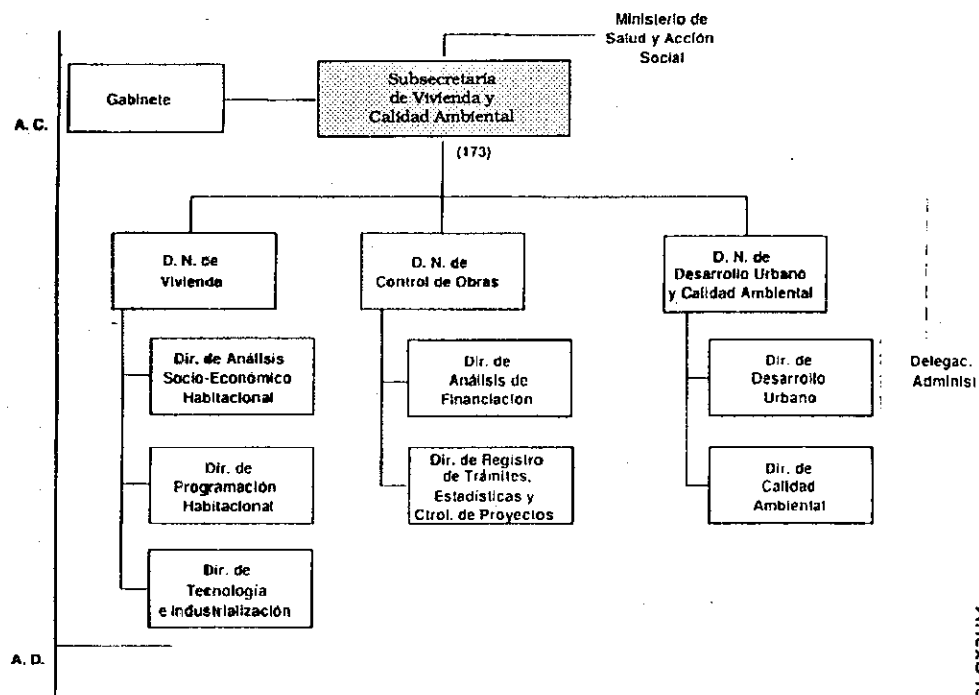 Ministerio de
Salud y Acción
Social
Gabinete
Subsecretaría
de Vivienda y
Calidad Ambiental
A. C.
(173)
D. N. de
Vivienda
D. N. de
Control de Obras
D. N. de
Desarrollo Urbano
y Calidad Ambiental
Dir. de Análisis
Socio-Económico
Habitacional
Dir. de
Análisis de
Financiación
Dir. de
Desarrollo
Urbano
Delegac.
Adminisi
Dir. de
Programación
Habitacional
Dir. de Registro
de Trámites,
Estadísticas y
Ctrol. de Proyectos
Dir. de
Calidad
Ambiental
Dir. de
Tecnología
e Industrialización
A. D.